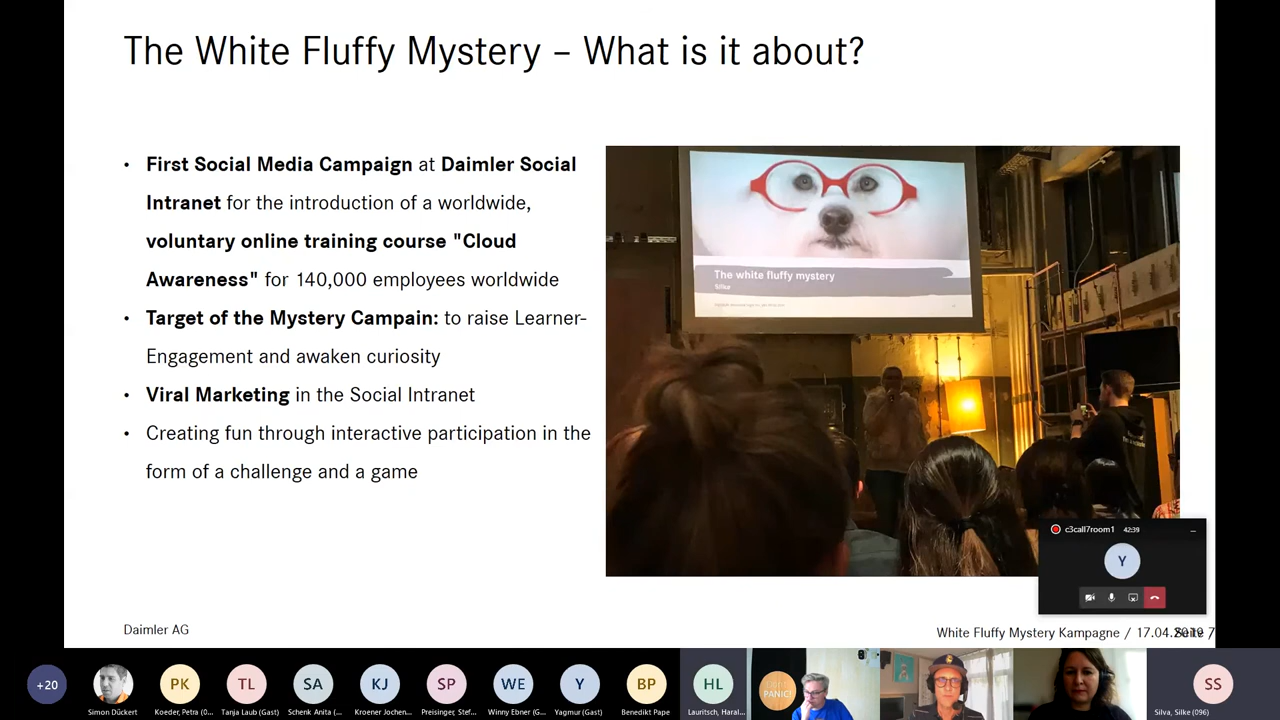 The White Fluffy Mystery – What is it about?
• First Social Media Campaign at Daimler Social
Intranet for the introduction of a worldwide,
voluntary online training course "Cloud
Awareness" for 140,000 employees worldwide
• Target of the Mystery Campain: to raise Learner-
Engagement and awaken curiosity
• Viral Marketing in the Social Intranet
• Creating fun through interactive participation in the
form of a challenge and a game
The white fluffy mystery
Silke
c3call7room1 42:39
Y
Daimler AG
White Fluffy Mystery Kampagne / 17.04.2019 Seite 7
+20
PK
TL
SA
KJ
SP
WE
Y
BP
HL
PANIC!
SS
Simon Dückert
Koeder, Petra (0...
Tanja Laub (Gast)
Schenk Anita (...
Kroener Jochen...
Preisinger, Stef...
Winny Ebner (G...
Yagmur (Gast)
Benedikt Pape
Lauritsch, Haral...
Silva, Silke (096)